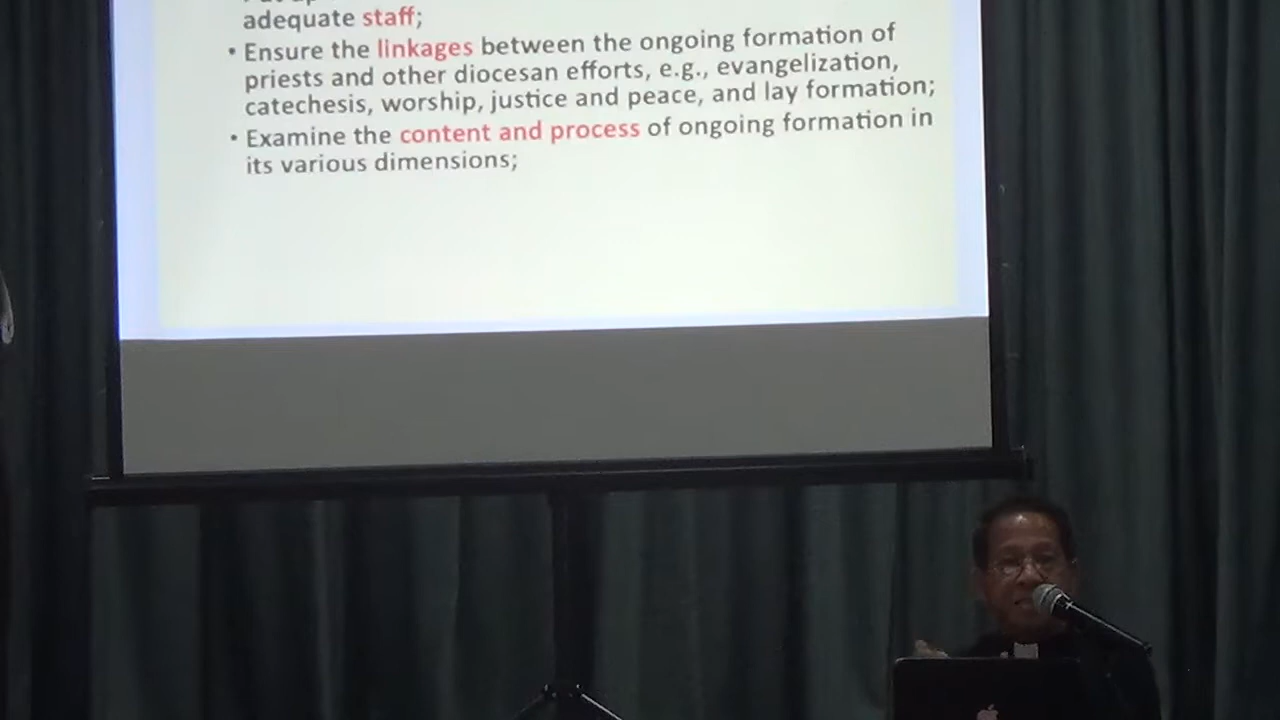 adequate staff;
• Ensure the linkages between the ongoing formation of
priests and other diocesan efforts, e.g., evangelization,
catechesis, worship, justice and peace, and lay formation;
• Examine the content and process of ongoing formation in
its various dimensions;